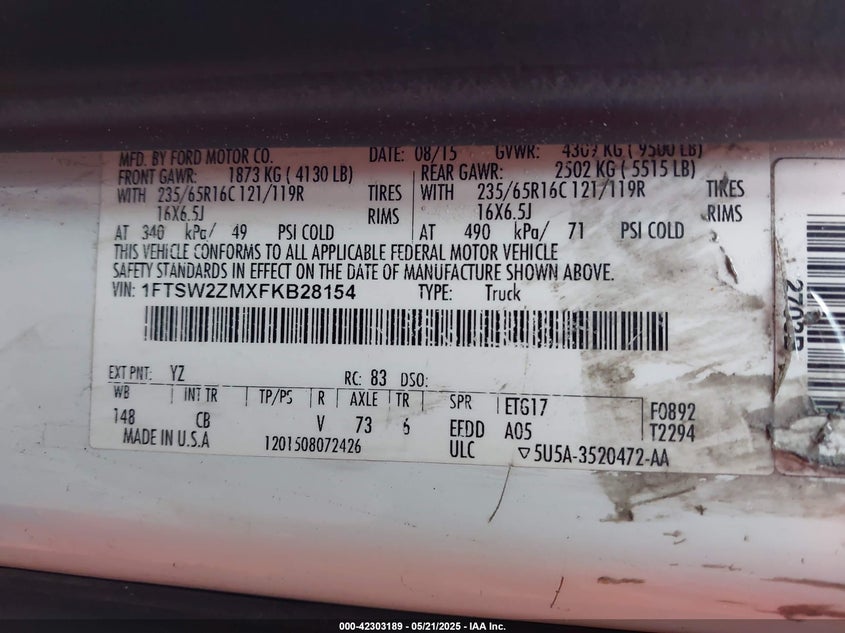 MFD. BY FORD MOTOR CO. DATE: 08/15 GVWR: 4309 KG ( 9500 LB)
FRONT GAWR: 1873 KG ( 4130 LB) REAR GAWR: 2502 KG ( 5515 LB)
WITH 235/65R16C 121/119R TIRES WITH 235/65R16C 121/119R TIRES
16X6.5J RIMS 16X6.5J RIMS
AT 340 kPa/ 49 PSI COLD AT 490 kPa/ 71 PSI COLD
THIS VEHICLE CONFORMS TO ALL APPLICABLE FEDERAL MOTOR VEHICLE
SAFETY STANDARDS IN EFFECT ON THE DATE OF MANUFACTURE SHOWN ABOVE.
VIN: 1FTSW2ZMXFKB28154 TYPE: Truck
EXT PNT: YZ RC: 83 DSO:
WB INT TR TP/PS R AXLE TR SPR ETG17 F0892
148 CB V 73 6 EFDD A05 T2294
MADE IN U.S.A 1201508072426 ULC ▽5U5A-3520472-AA
000-42303189 - 05/21/2025 - IAA Inc.